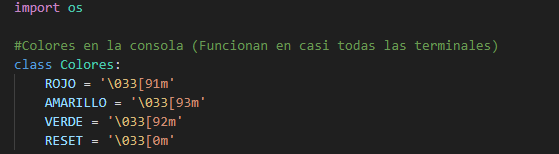 import os
#Colores en la consola (Funcionan en casi todas las terminales)
class Colores:
ROJO = '\033[91m'
AMARILLO = '\033[93m'
VERDE = '\033[92m'
RESET = '\033[0m'